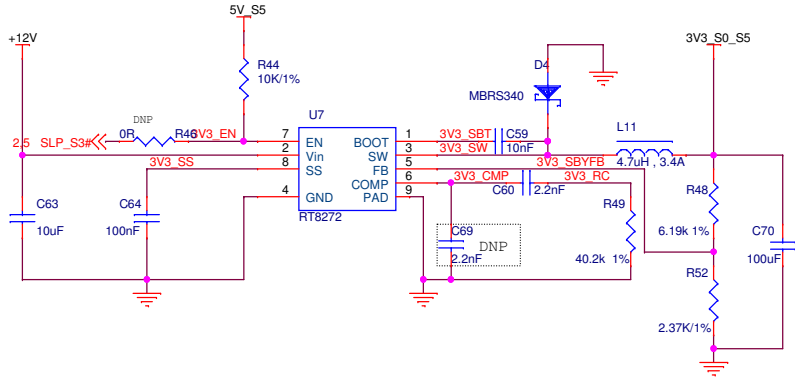 5V_S5
+12V
3V3_S0_S5
R44
10K/1%
D4
MBRS340
DNP
U7
0R
R46
3V3_EN
2,5
SLP_S3#
7
EN
BOOT
1
3V3_SBT
C59
10nF
L11
4.7uH , 3.4A
2
Vin
SW
3
3V3_SW
3V3_SS
8
SS
FB
5
3V3_SBYFB
COMP
6
3V3_CMP
C60
2.2nF
3V3_RC
4
GND
PAD
9
RT8272
R48
6.19k 1%
C63
10uF
C64
100nF
R49
40.2k 1%
C69
DNP
2.2nF
C70
100uF
R52
2.37K/1%